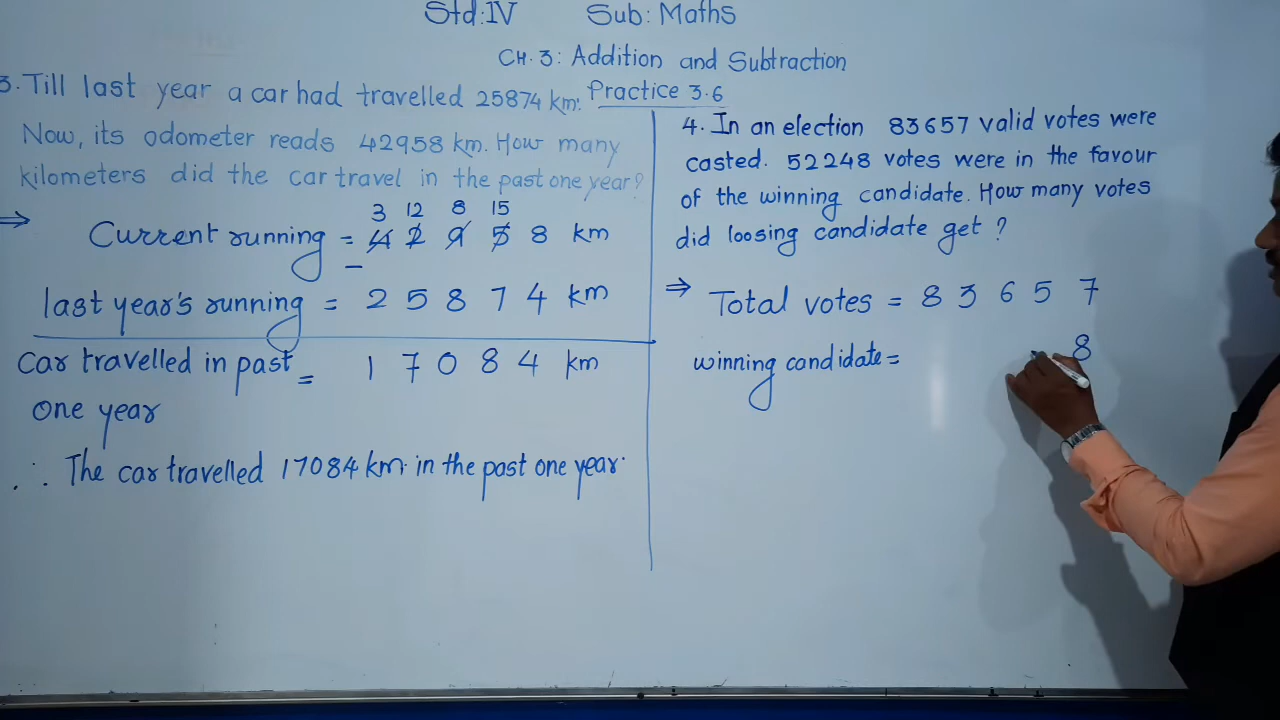 Std:IV Sub: Maths
CH. 3: Addition and Subtraction
Practice 3.6
3. Till last year a car had travelled 25874 km.
Now, its odometer reads 42958 km. How many
kilometers did the car travel in the past one year?
3 12 8 15
⇒ Current running = 4 2 9 5 8 km
−
last year's running = 2 5 8 7 4 km
Car travelled in past = 1 7 0 8 4 km
one year
∴ The car travelled 17084 km. in the past one year.
4. In an election 83657 valid votes were
casted. 52248 votes were in the favour
of the winning candidate. How many votes
did loosing candidate get ?
⇒ Total votes = 8 3 6 5 7
winning candidate = 8